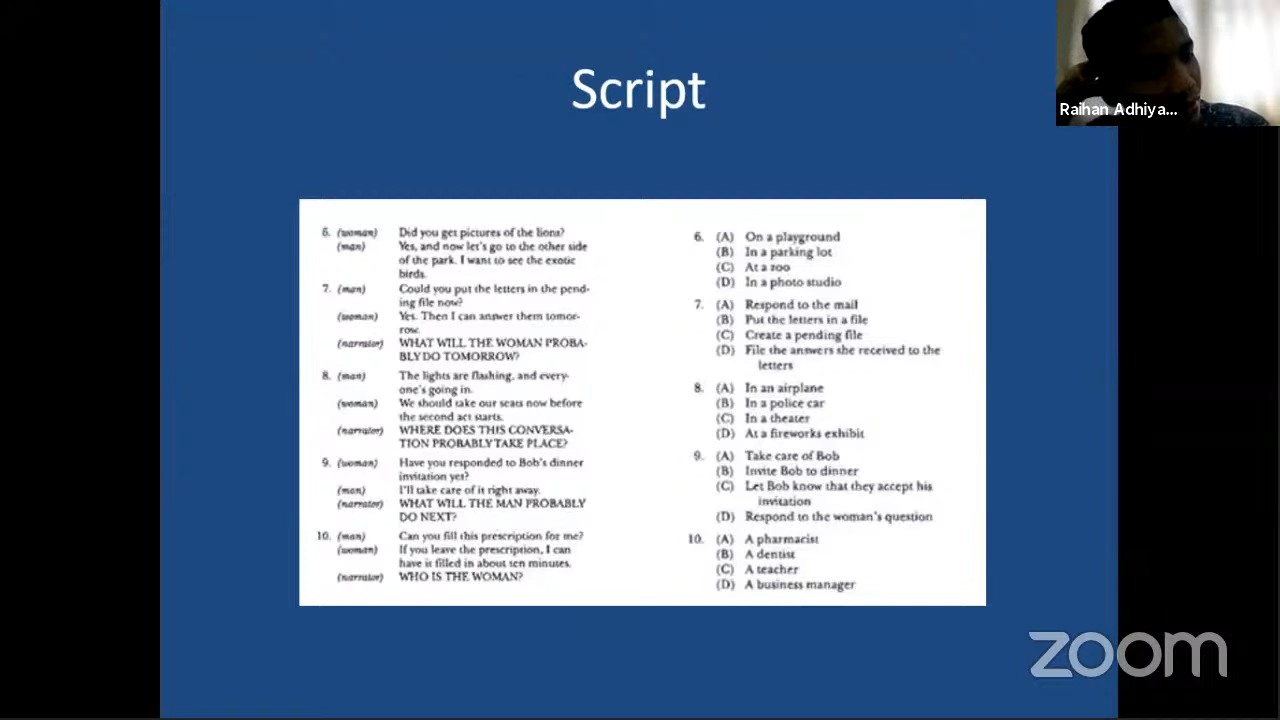 Script
Raihan Adhiya...
6. (woman) Did you get pictures of the lions?
(man) Yes, and now let's go to the other side
of the park. I want to see the exotic
birds.
7. (man) Could you put the letters in the pend-
ing file now?
(woman) Yes. Then I can answer them tomor-
row.
(narrator) WHAT WILL THE WOMAN PROBA-
BLY DO TOMORROW?
8. (man) The lights are flashing, and every-
one's going in.
(woman) We should take our seats now before
the second act starts.
(narrator) WHERE DOES THIS CONVERSA-
TION PROBABLY TAKE PLACE?
9. (woman) Have you responded to Bob's dinner
invitation yet?
(man) I'll take care of it right away.
(narrator) WHAT WILL THE MAN PROBABLY
DO NEXT?
10. (man) Can you fill this prescription for me?
(woman) If you leave the prescription, I can
have it filled in about ten minutes.
(narrator) WHO IS THE WOMAN?
6. (A) On a playground
(B) In a parking lot
(C) At a zoo
(D) In a photo studio
7. (A) Respond to the mail
(B) Put the letters in a file
(C) Create a pending file
(D) File the answers she received to the
letters
8. (A) In an airplane
(B) In a police car
(C) In a theater
(D) At a fireworks exhibit
9. (A) Take care of Bob
(B) Invite Bob to dinner
(C) Let Bob know that they accept his
invitation
(D) Respond to the woman's question
10. (A) A pharmacist
(B) A dentist
(C) A teacher
(D) A business manager
zoom